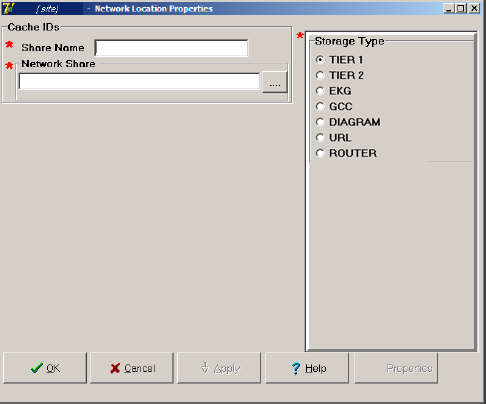 [site] - Network Location Properties
Cache IDs
* Share Name
* Network Share
....
*
Storage Type
TIER 1
TIER 2
EKG
GCC
DIAGRAM
URL
ROUTER
OK Cancel Apply ? Help Properties